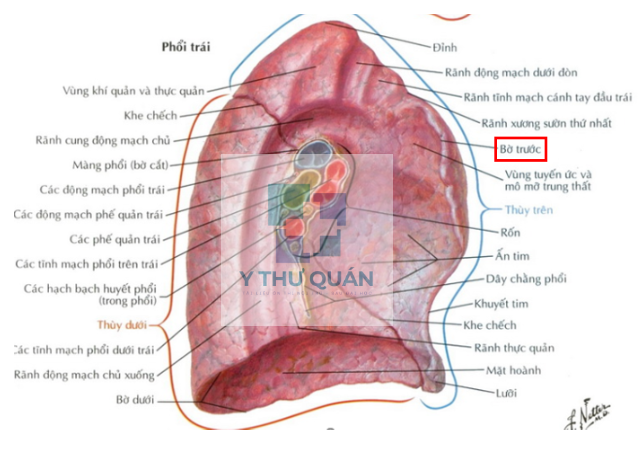 Phổi trái
Vùng khí quản và thực quản
Khe chếch
Rãnh cung động mạch chủ
Màng phổi (bờ cắt)
Các động mạch phổi trái
Các động mạch phế quản trái
Các phế quản trái
Các tĩnh mạch phổi trên trái
Các hạch bạch huyết phổi
(trong phổi)
Thùy dưới
Các tĩnh mạch phổi dưới trái
Rãnh động mạch chủ xuống
Bờ dưới
Đỉnh
Rãnh động mạch dưới đòn
Rãnh tĩnh mạch cánh tay đầu trái
Rãnh xương sườn thứ nhất
Bờ trước
Vùng tuyến ức và
mô mỡ trung thất
Thùy trên
Rốn
Ấn tim
Dây chằng phổi
Khuyết tim
Khe chếch
Rãnh thực quản
Mặt hoành
Lưỡi
Y THƯ QUÁN
F. Netter